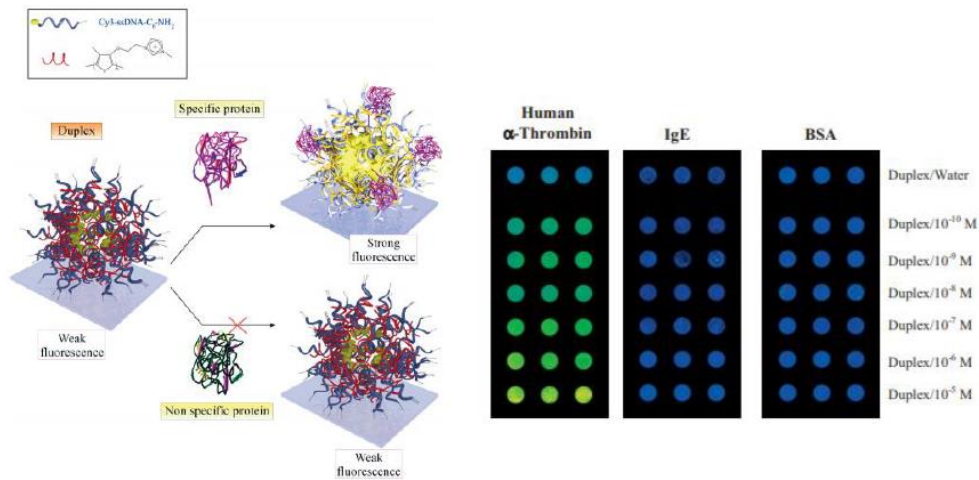 Cy3-ssDNA-C6-NH2
Specific protein
Duplex
Strong
fluorescence
Weak
fluorescence
Non specific protein
Weak
fluorescence
Human
α-Thrombin
IgE
BSA
Duplex/Water
Duplex/10⁻¹⁰ M
Duplex/10⁻⁹ M
Duplex/10⁻⁸ M
Duplex/10⁻⁷ M
Duplex/10⁻⁶ M
Duplex/10⁻⁵ M